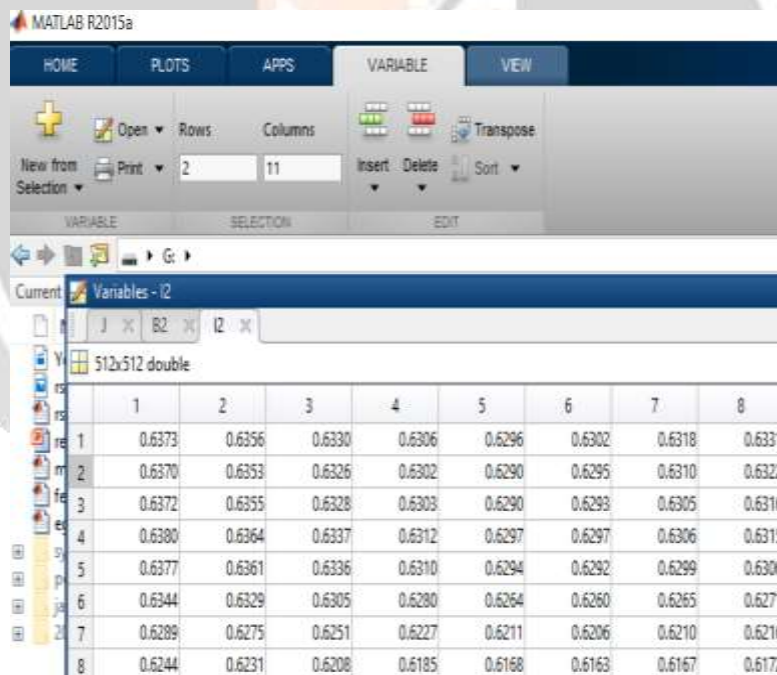 MATLAB R2015a
HOME PLOTS APPS VARIABLE VIEW
Open Rows Columns Transpose
New from Print 2 11 Insert Delete Sort
Selection
VARIABLE SELECTION EDIT
G:
Current Variables - I2
J B2 I2
512x512 double
1 2 3 4 5 6 7 8
1 0.6373 0.6356 0.6330 0.6306 0.6296 0.6302 0.6318
2 0.6370 0.6353 0.6326 0.6302 0.6290 0.6295 0.6310
3 0.6372 0.6355 0.6328 0.6303 0.6290 0.6293 0.6305
4 0.6380 0.6364 0.6337 0.6312 0.6297 0.6297 0.6306
5 0.6377 0.6361 0.6336 0.6310 0.6294 0.6292 0.6299
6 0.6344 0.6329 0.6305 0.6280 0.6264 0.6260 0.6265
7 0.6289 0.6275 0.6251 0.6227 0.6211 0.6206 0.6210
8 0.6244 0.6231 0.6208 0.6185 0.6168 0.6163 0.6167